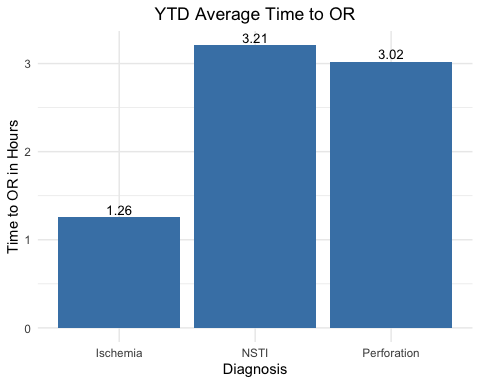 YTD Average Time to OR
Time to OR in Hours
3
2
1
0
1.26
3.21
3.02
Ischemia
NSTI
Perforation
Diagnosis